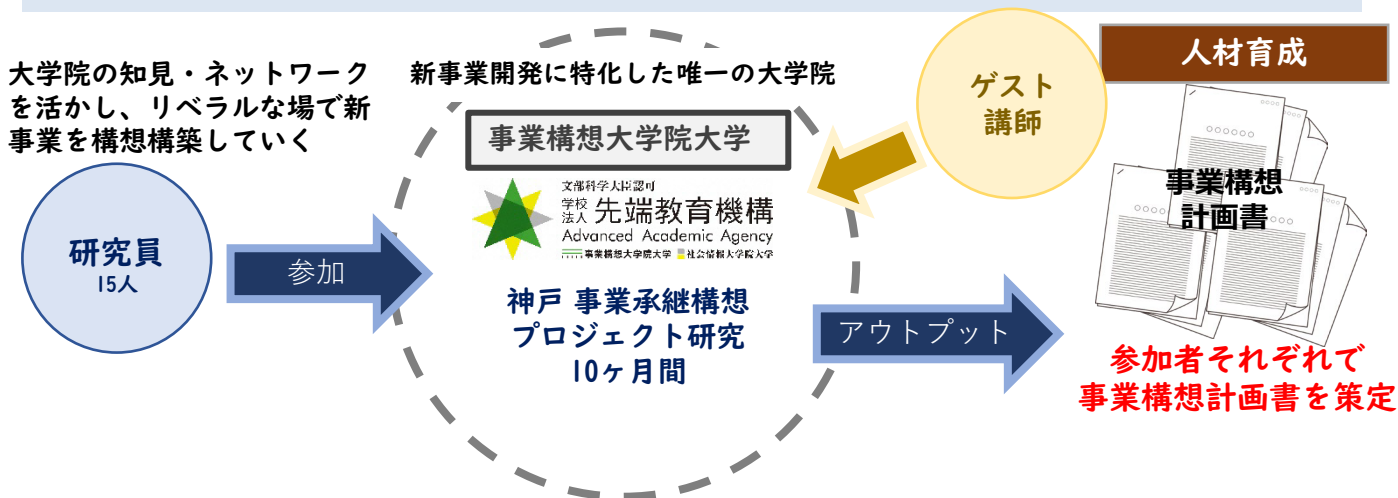 大学院の知見・ネットワーク
を活かし、リベラルな場で新
事業を構想構築していく
研究員
15人
参加
新事業開発に特化した唯一の大学院
事業構想大学院大学
文部科学大臣認可
学校法人 先端教育機構
Advanced Academic Agency
事業構想大学院大学 社会情報大学院大学
神戸 事業承継構想
プロジェクト研究
10ヶ月間
ゲスト
講師
アウトプット
人材育成
事業構想
計画書
参加者それぞれで
事業構想計画書を策定